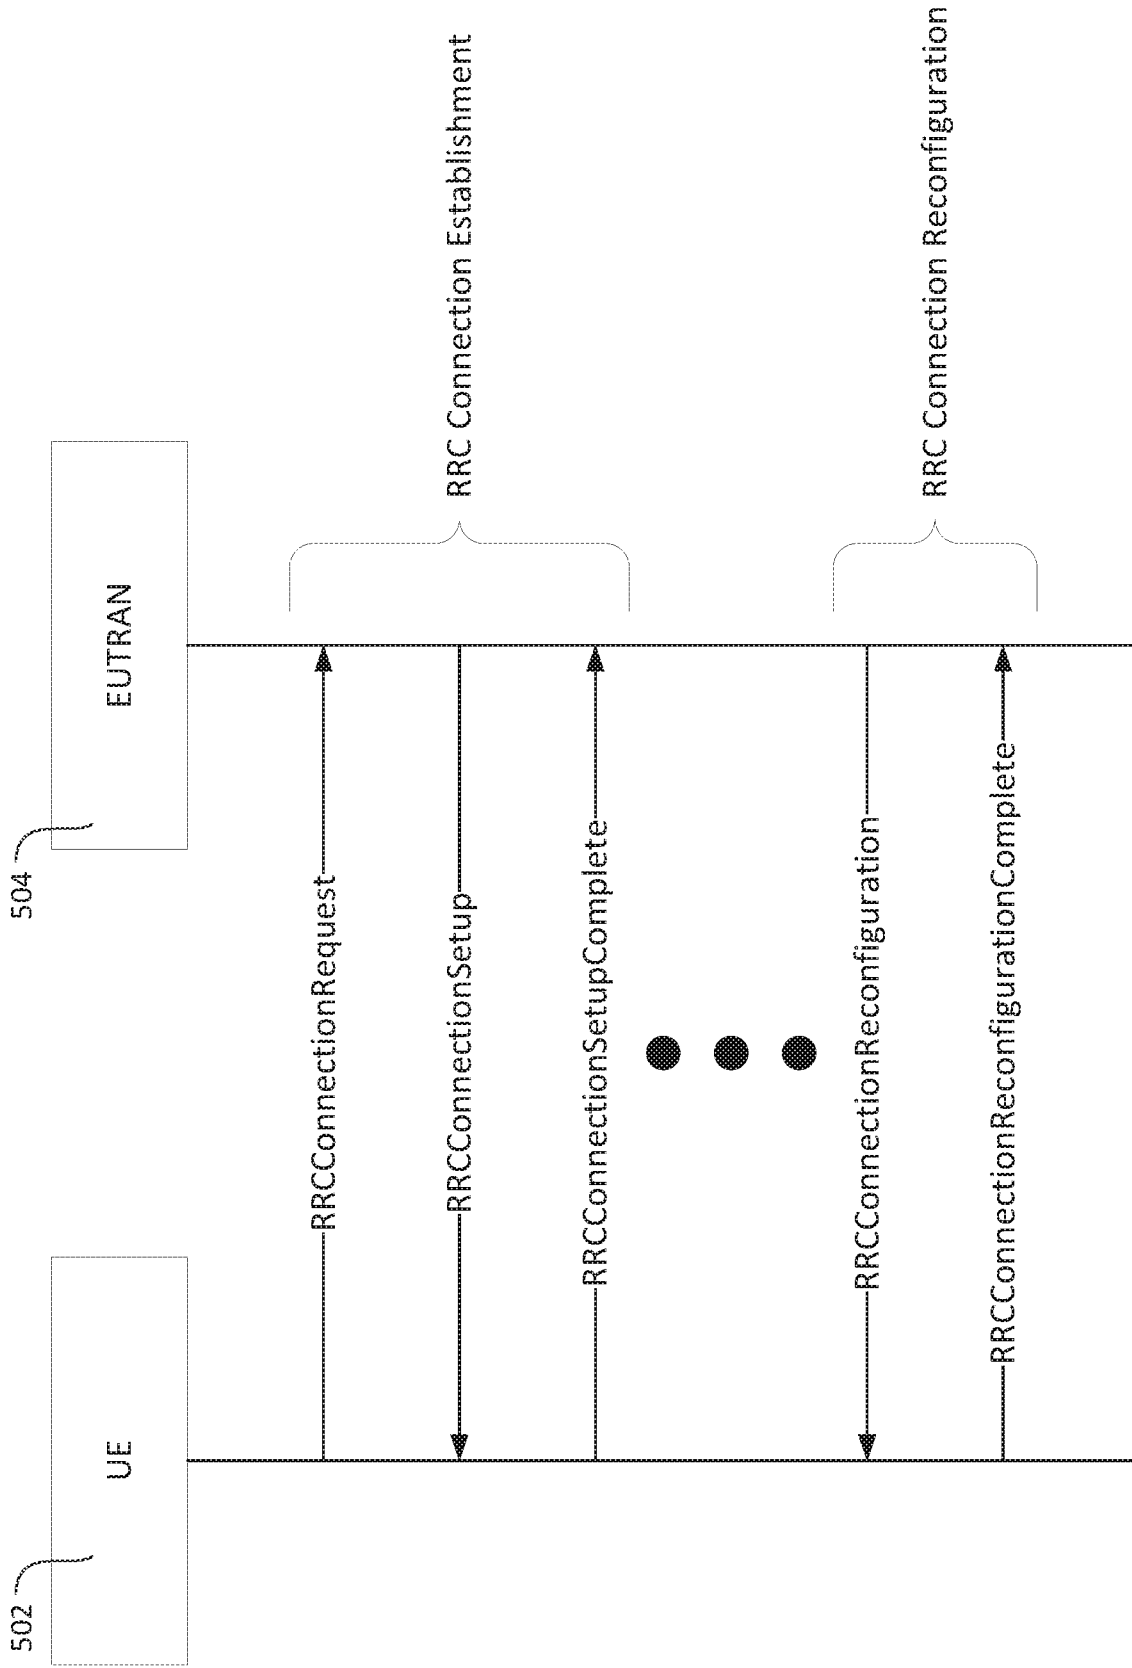 502
504
UE
EUTRAN
RRCConnectionRequest
RRCConnectionSetup
RRCConnectionSetupComplete
RRC Connection Establishment
RRCConnectionReconfiguration
RRCConnectionReconfigurationComplete
RRC Connection Reconfiguration